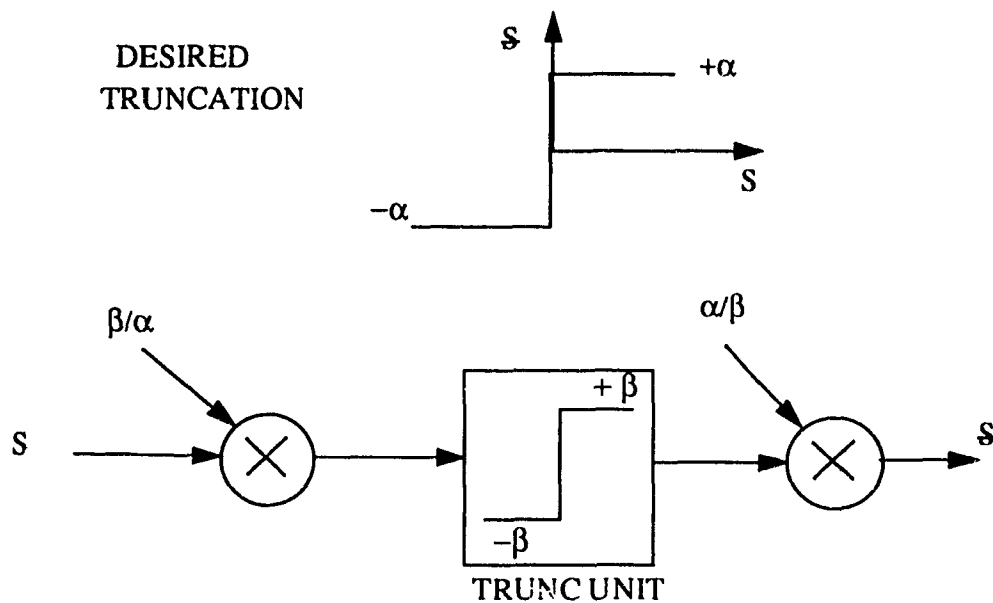 DESIRED
TRUNCATION
S̶
+α
S
−α
β/α
α/β
+ β
S
S̶
−β
TRUNC UNIT